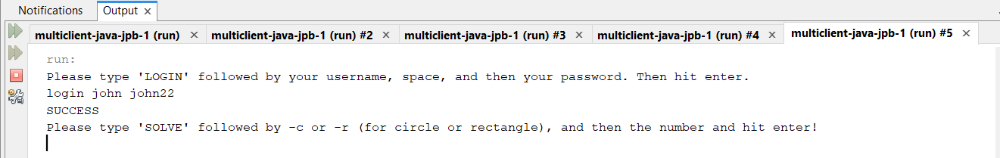 Notifications Output ×
multiclient-java-jpb-1 (run) × multiclient-java-jpb-1 (run) #2 × multiclient-java-jpb-1 (run) #3 × multiclient-java-jpb-1 (run) #4 × multiclient-java-jpb-1 (run) #5 ×
run:
Please type 'LOGIN' followed by your username, space, and then your password. Then hit enter.
login john john22
SUCCESS
Please type 'SOLVE' followed by -c or -r (for circle or rectangle), and then the number and hit enter!